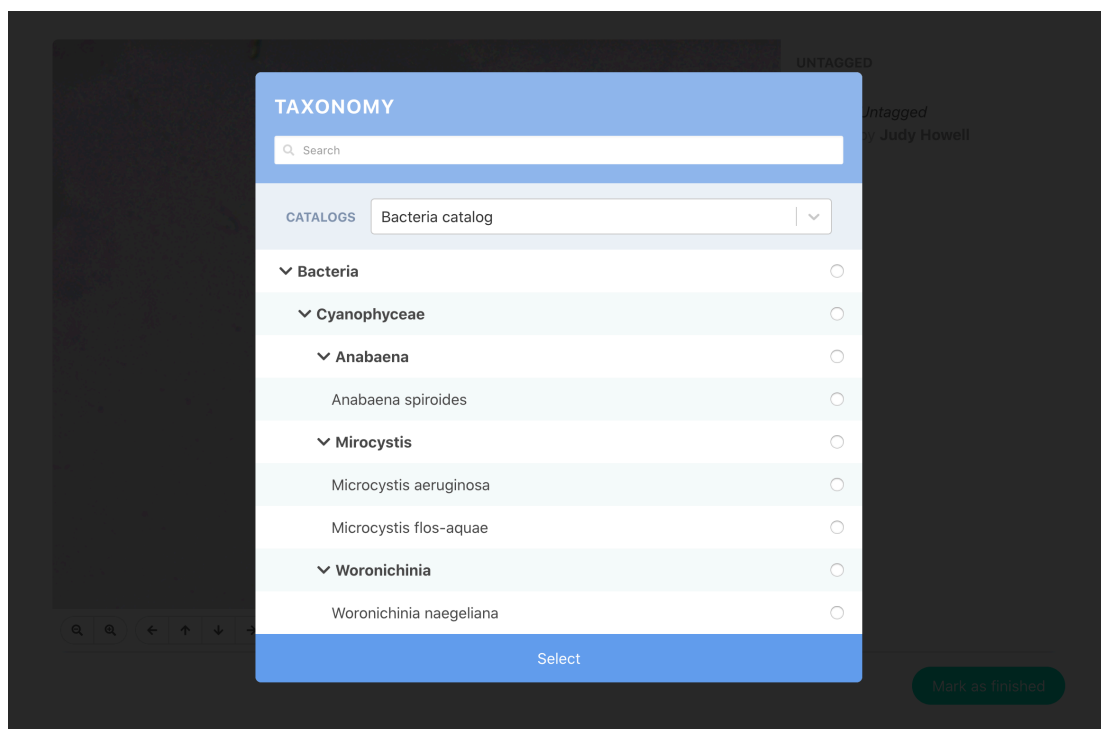 UNTAGGED
TAXONOMY
Untagged
by Judy Howell
Search
CATALOGS Bacteria catalog
Bacteria
Cyanophyceae
Anabaena
Anabaena spiroides
Mirocystis
Microcystis aeruginosa
Microcystis flos-aquae
Woronichinia
Woronichinia naegeliana
Select
Mark as finished